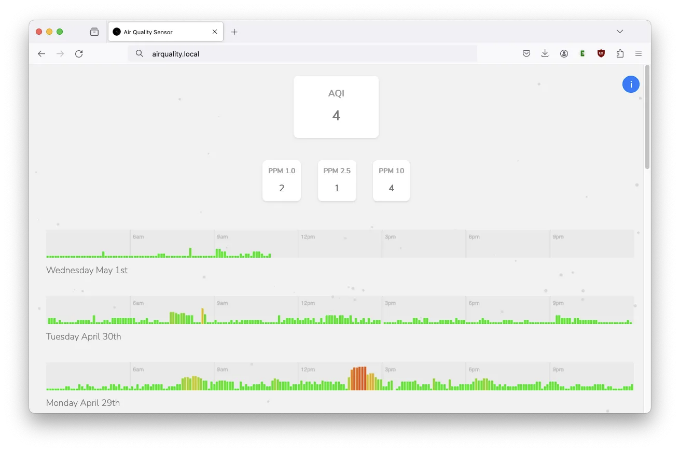 Air Quality Sensor
airquality.local
AQI
4
PPM 1.0
2
PPM 2.5
1
PPM 10
4
6am 12pm 3pm 6pm 9pm
Wednesday May 1st
6am 9am 12pm 3pm 6pm 9pm
Tuesday April 30th
6am 9am 12pm 3pm 6pm 9pm
Monday April 29th